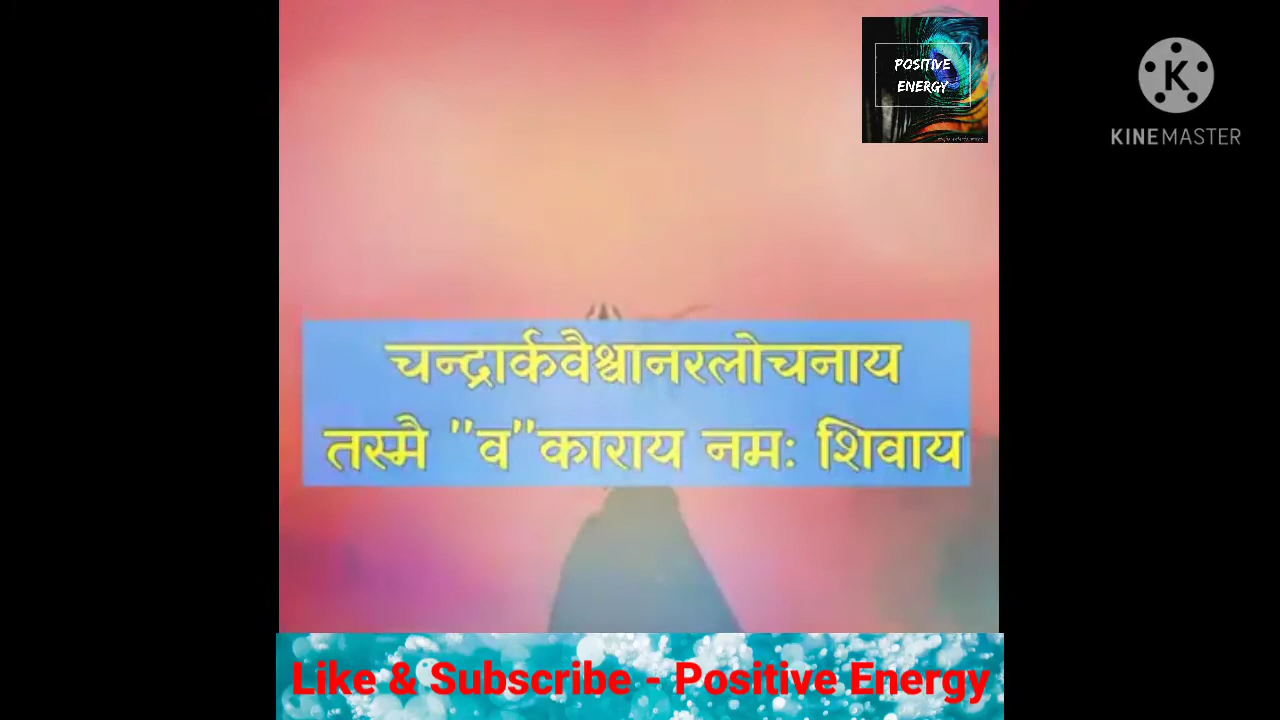 POSITIVE
ENERGY
KINEMASTER
चन्द्रार्कवैश्वानरलोचनाय
तस्मै "व"काराय नमः शिवाय
Like & Subscribe - Positive Energy